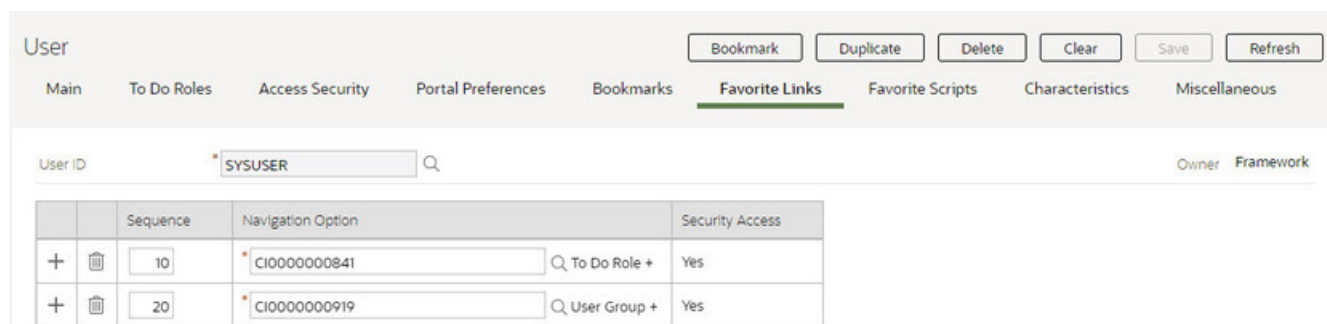 User
Bookmark Duplicate Delete Clear Save Refresh
Main To Do Roles Access Security Portal Preferences Bookmarks Favorite Links Favorite Scripts Characteristics Miscellaneous
User ID * SYSUSER Owner Framework
Sequence Navigation Option Security Access
10 * CI0000000841 To Do Role + Yes
20 * CI0000000919 User Group + Yes